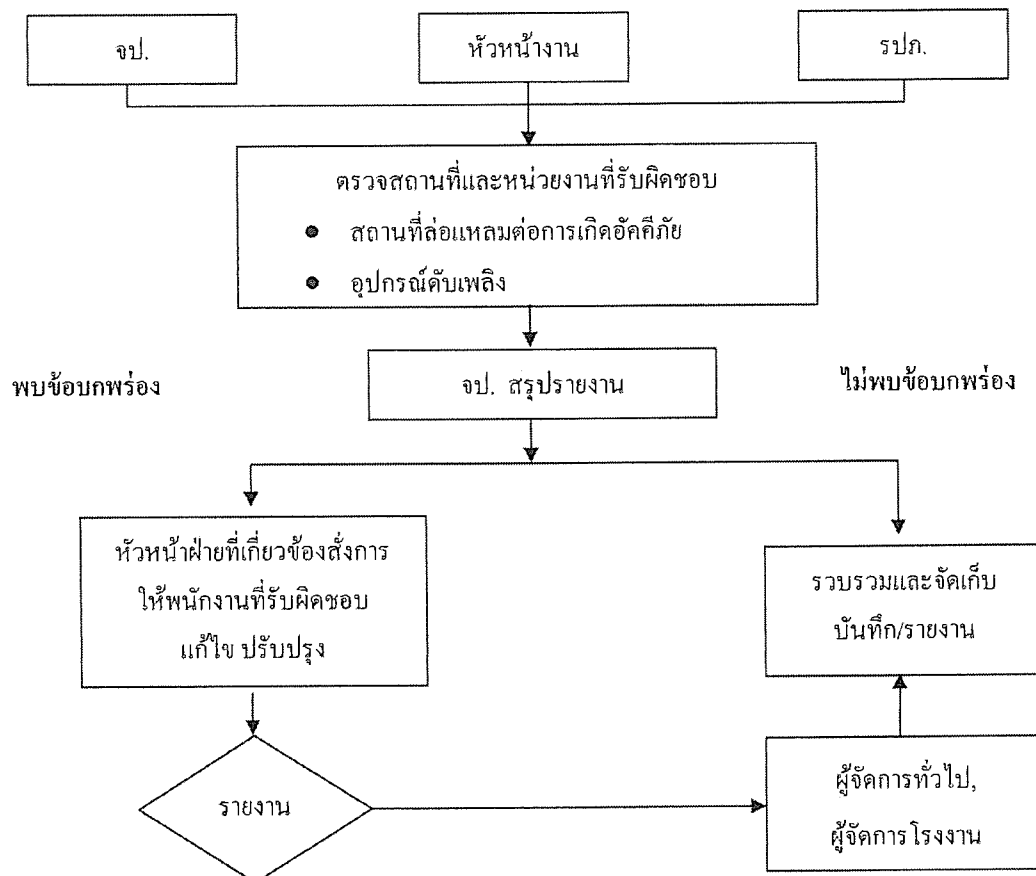 จป.
หัวหน้างาน
รปภ.
ตรวจสถานที่และหน่วยงานที่รับผิดชอบ
● สถานที่ล่อแหลมต่อการเกิดอัคคีภัย
● อุปกรณ์ดับเพลิง
พบข้อบกพร่อง
จป. สรุปรายงาน
ไม่พบข้อบกพร่อง
หัวหน้าฝ่ายที่เกี่ยวข้องสั่งการ
ให้พนักงานที่รับผิดชอบ
แก้ไข ปรับปรุง
รวบรวมและจัดเก็บ
บันทึก/รายงาน
รายงาน
ผู้จัดการทั่วไป,
ผู้จัดการโรงงาน